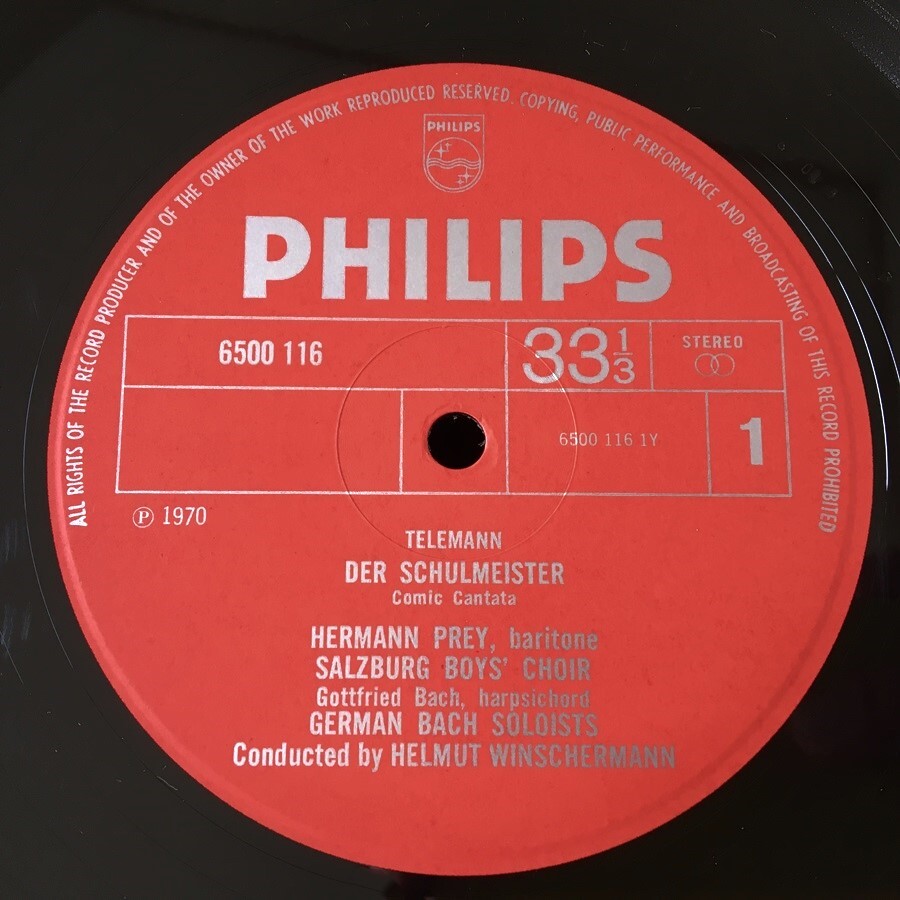 ALL RIGHTS OF THE RECORD PRODUCER AND OF THE OWNER OF THE WORK REPRODUCED RESERVED. COPYING, PUBLIC PERFORMANCE AND BROADCASTING OF THIS RECORD PROHIBITED
PHILIPS
PHILIPS
6500 116
33 1/3
STEREO
6500 116 1Y
1
Ⓟ 1970
TELEMANN
DER SCHULMEISTER
Comic Cantata
HERMANN PREY, baritone
SALZBURG BOYS' CHOIR
Gottfried Bach, harpsichord
GERMAN BACH SOLOISTS
Conducted by HELMUT WINSCHERMANN